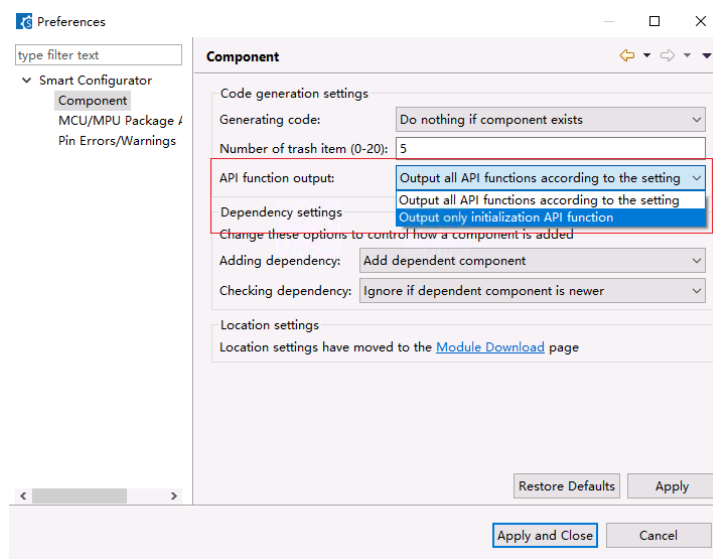 Preferences
type filter text
Component
Smart Configurator
Component
MCU/MPU Package
Pin Errors/Warnings
Code generation settings
Generating code: Do nothing if component exists
Number of trash item (0-20): 5
API function output: Output all API functions according to the setting
Output all API functions according to the setting
Output only initialization API function
Dependency settings
Change these options to control how a component is added
Adding dependency: Add dependent component
Checking dependency: Ignore if dependent component is newer
Location settings
Location settings have moved to the Module Download page
Restore Defaults Apply
Apply and Close Cancel